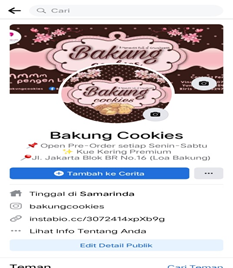 Cari
Bakung
Bakung
cookies
Bakung Cookies
Open Pre-Order setiap Senin-Sabtu
Kue Kering Premium
Jl. Jakarta Blok BR No.16 (Loa Bakung)
Tambah ke Cerita
Tinggal di Samarinda
bakungcookies
instabio.cc/3072414xpXb9g
Lihat Info Tentang Anda
Edit Detail Publik
Teman
Cari Teman